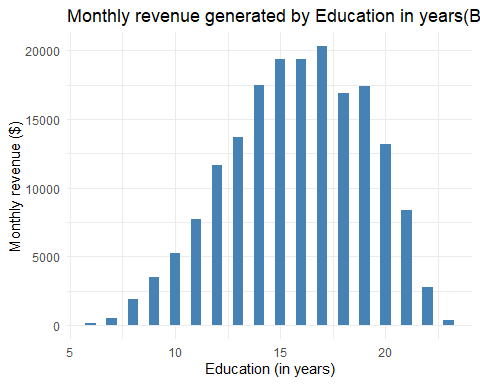 Monthly revenue generated by Education in years(B
20000
15000
10000
5000
0
Monthly revenue ($)
5 10 15 20
Education (in years)